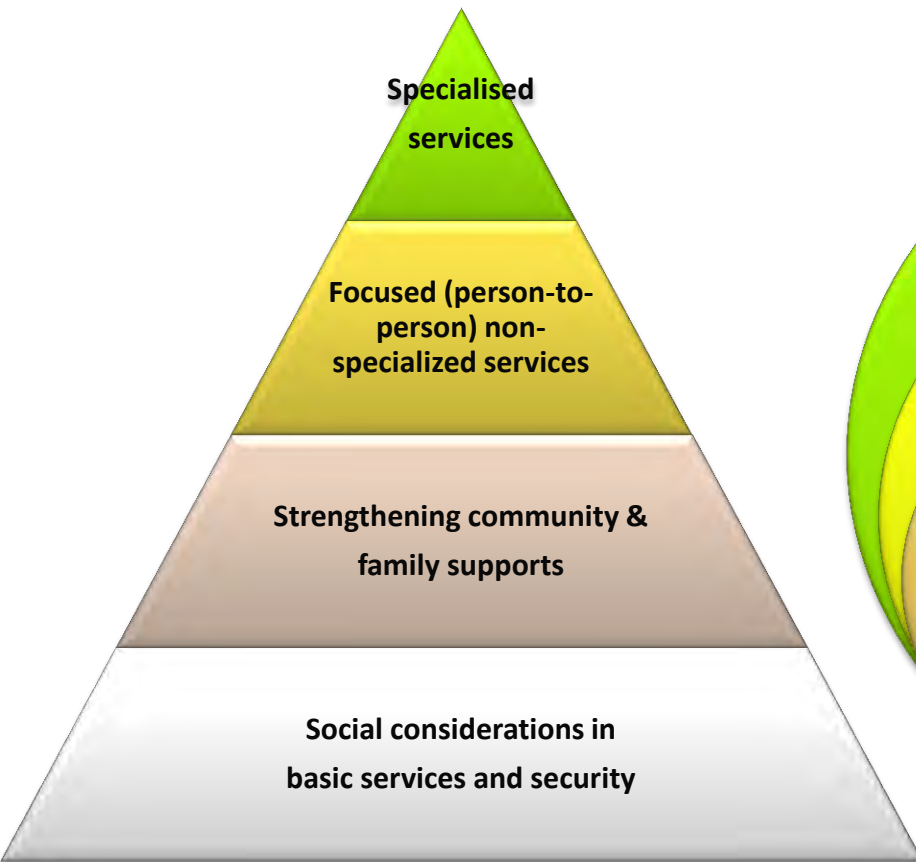 Specialised
services
Focused (person-to-
person) non-
specialized services
Strengthening community &
family supports
Social considerations in
basic services and security